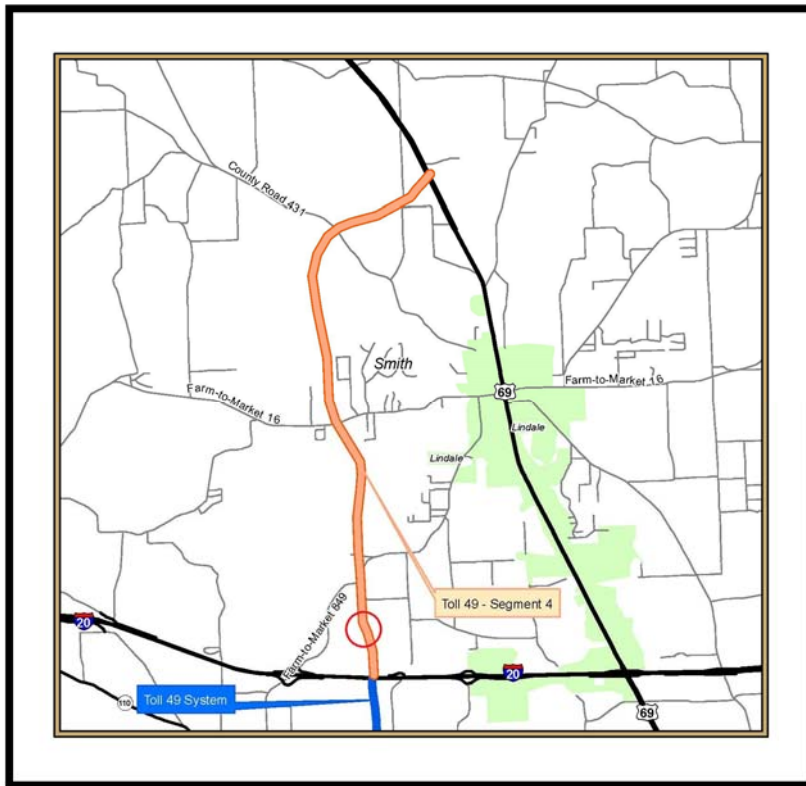 County Road 431
Smith
Farm-to-Market 16
69
Farm-to-Market 16
Lindale
Lindale
Toll 49 - Segment 4
Farm-to-Market 849
20
20
110
Toll 49 System
69